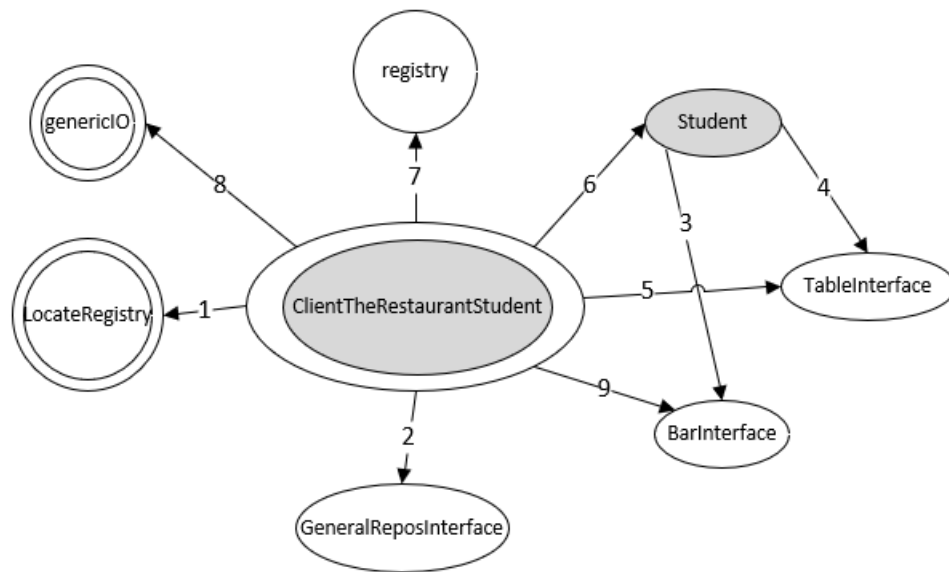 registry
genericIO
Student
8
7
6
4
3
ClientTheRestaurantStudent
TableInterface
5
LocateRegistry
1
9
BarInterface
2
GeneralReposInterface